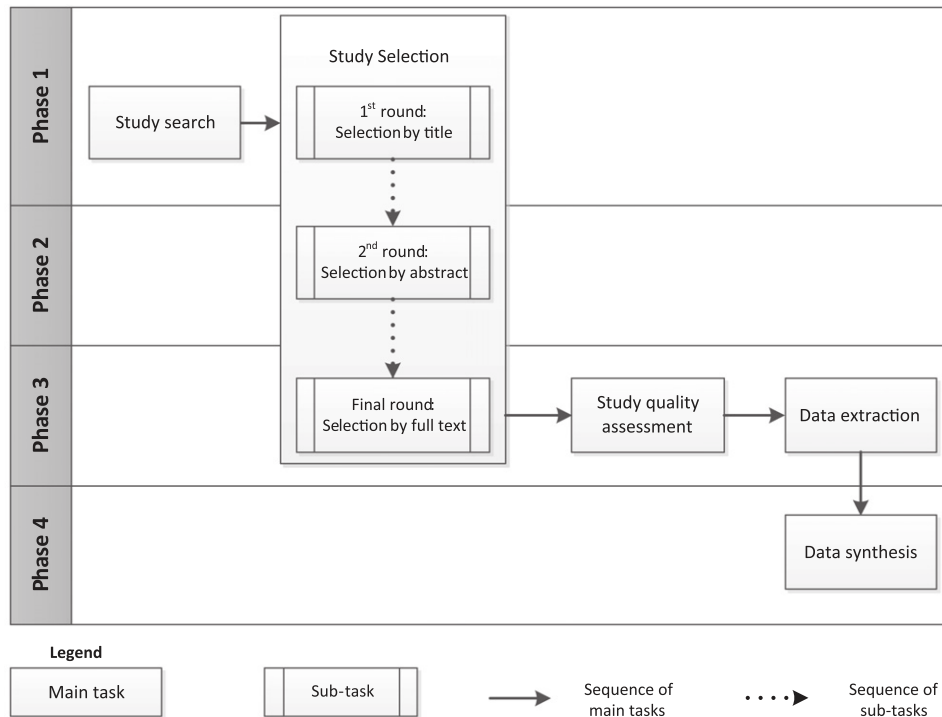 Phase 1
Study search
Study Selection
1st round:
Selection by title
Phase 2
2nd round:
Selection by abstract
Phase 3
Final round:
Selection by full text
Study quality
assessment
Data extraction
Phase 4
Data synthesis
Legend
Main task
Sub-task
Sequence of
main tasks
Sequence of
sub-tasks